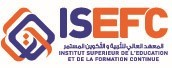 ISEFC
المعهد العالي للتربية والتكوين المستمر
INSTITUT SUPERIEUR DE L'EDUCATION
ET DE LA FORMATION CONTINUE